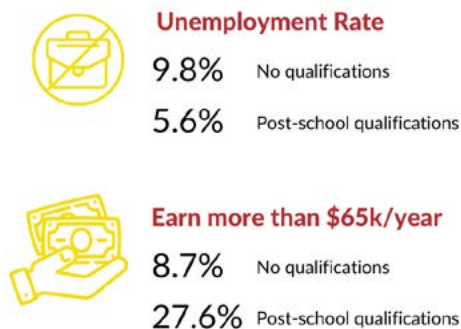 Unemployment Rate
9.8% No qualifications
5.6% Post-school qualifications
Earn more than $65k/year
8.7% No qualifications
27.6% Post-school qualifications